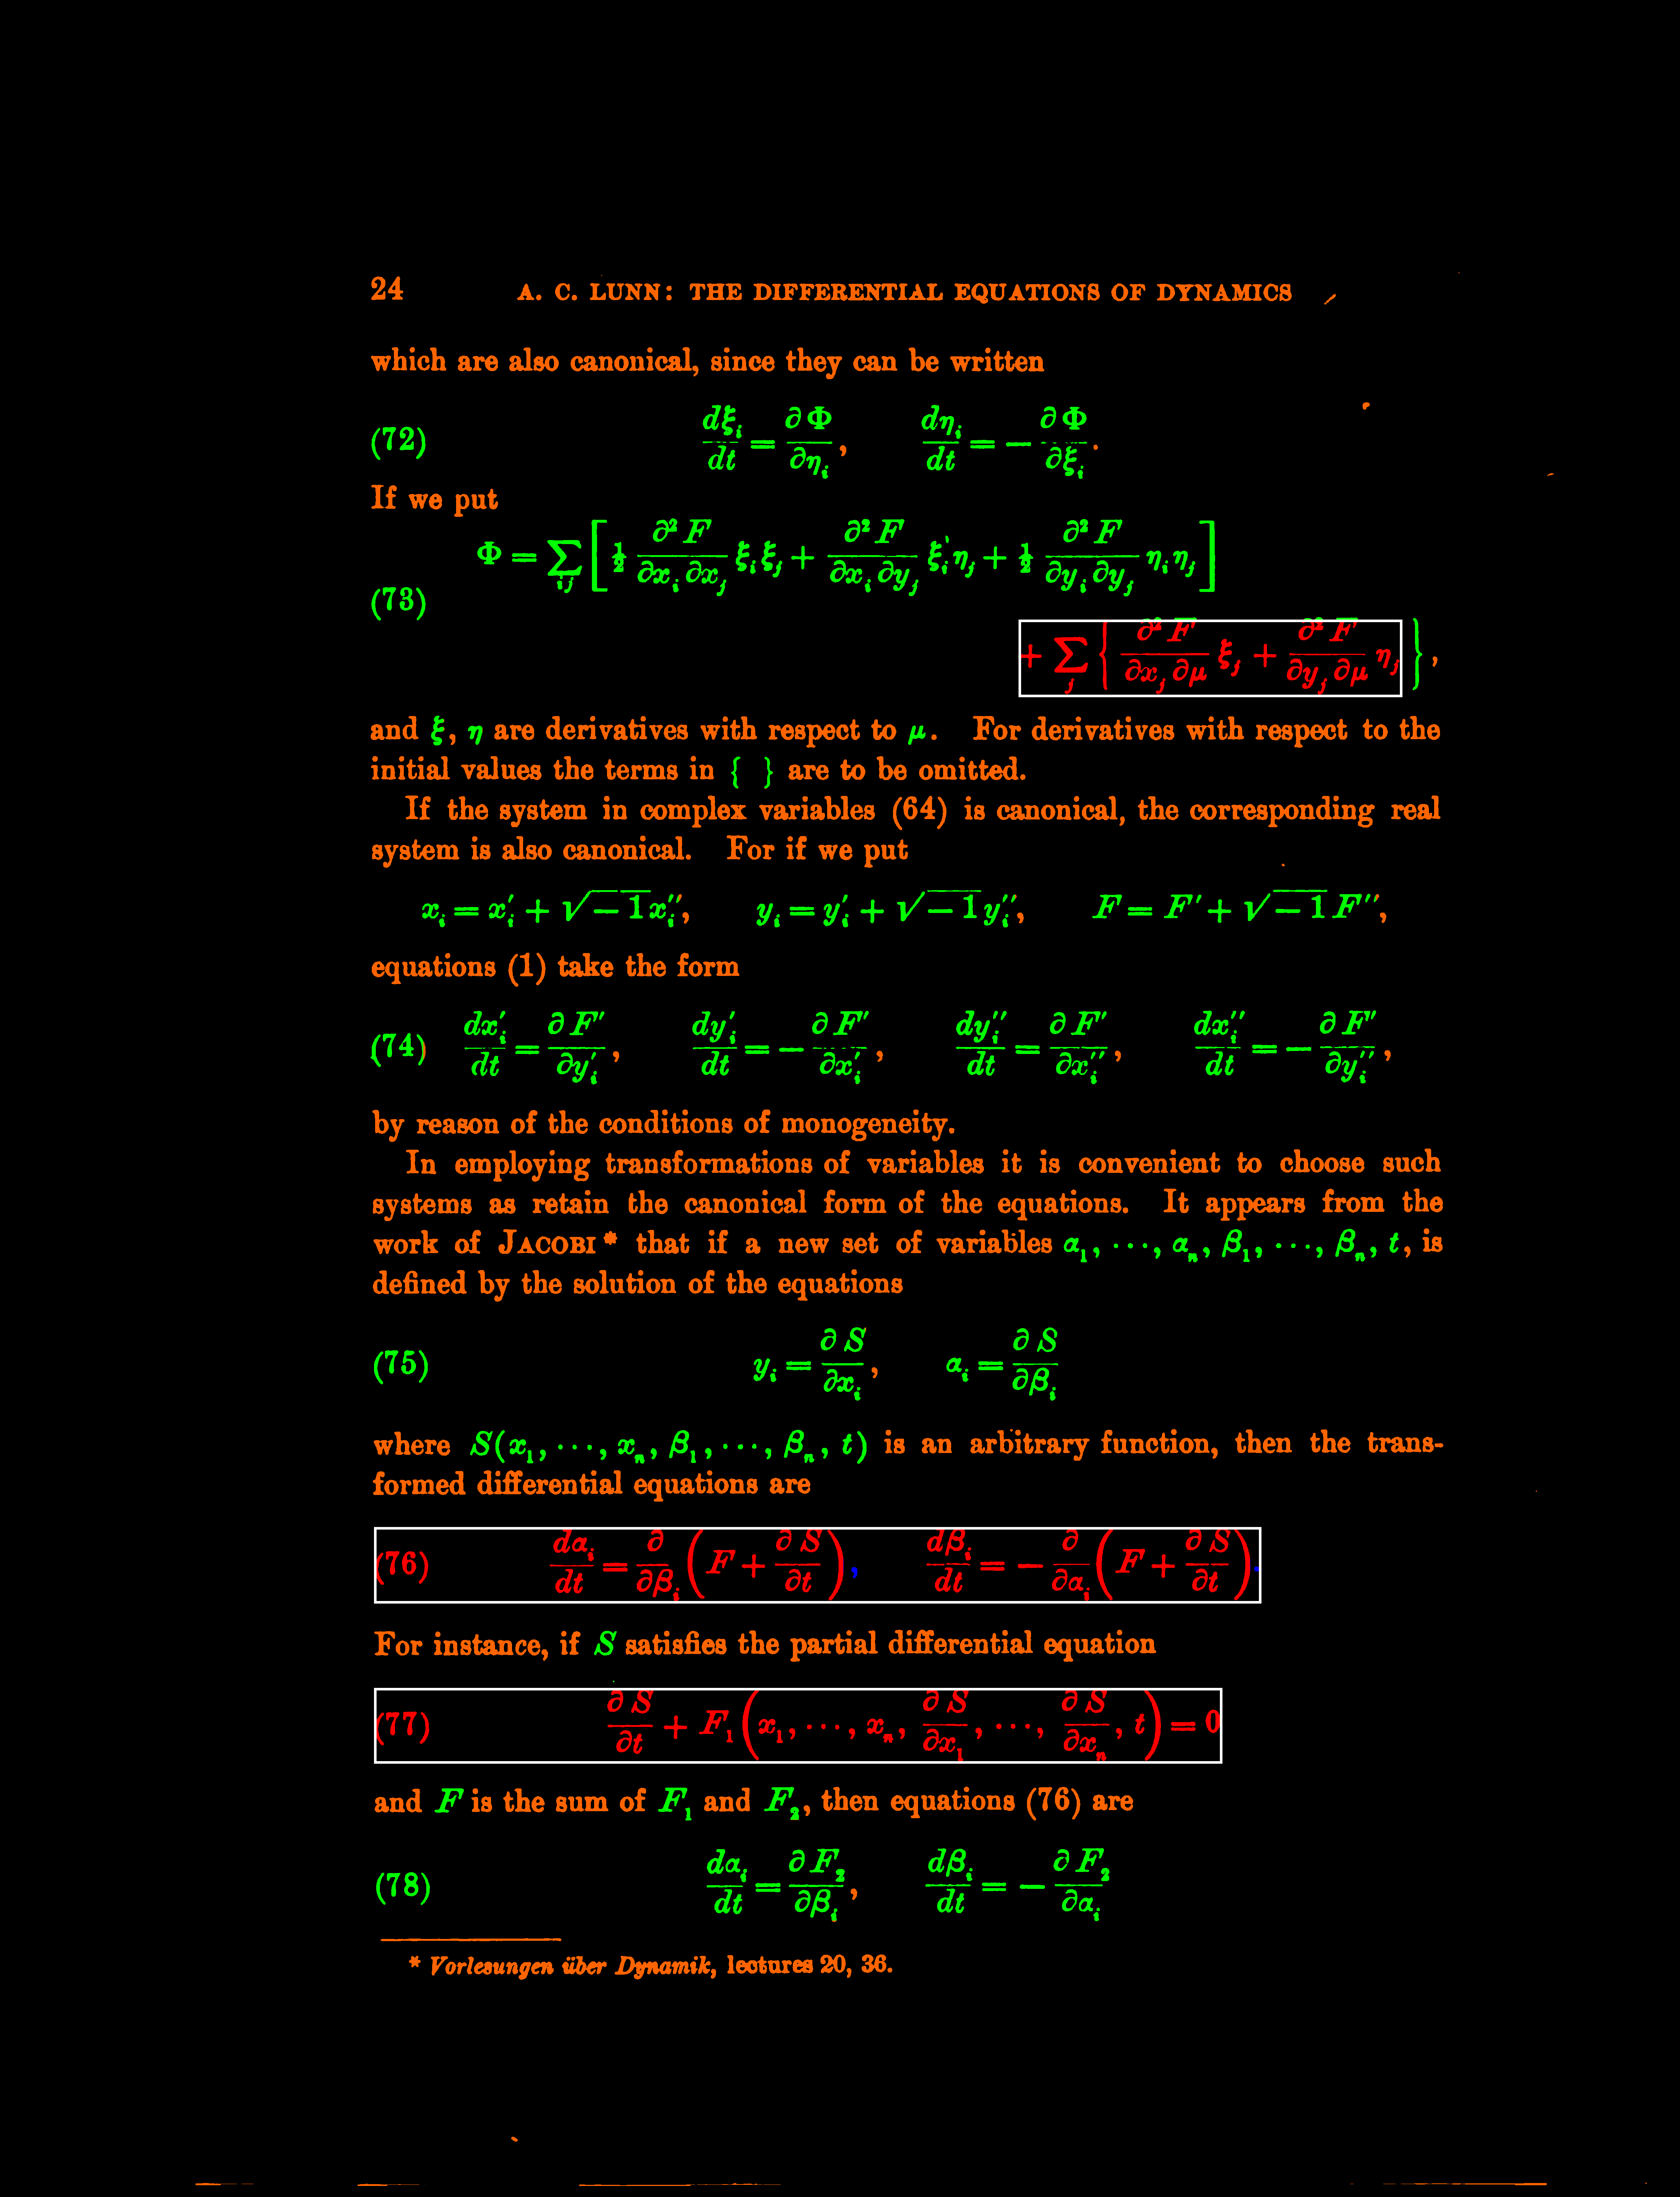 24 A. C. LUNN: THE DIFFERENTIAL EQUATIONS OF DYNAMICS
which are also canonical, since they can be written
(72) dξ_i/dt = ∂Φ/∂η_i, dη_i/dt = − ∂Φ/∂ξ_i.
If we put
Φ = Σ_{ij} [ ½ ∂²F/∂x_i∂x_j ξ_iξ_j + ∂²F/∂x_i∂y_j ξ_iη_j + ½ ∂²F/∂y_i∂y_j η_iη_j ]
(73)
+ Σ_j { ∂²F/∂x_j∂μ ξ_j + ∂²F/∂y_j∂μ η_j },
and ξ, η are derivatives with respect to μ. For derivatives with respect to the
initial values the terms in { } are to be omitted.
If the system in complex variables (64) is canonical, the corresponding real
system is also canonical. For if we put
x_i = x′_i + √−1 x″_i, y_i = y′_i + √−1 y″_i, F = F′ + √−1 F″,
equations (1) take the form
(74) dx′_i/dt = ∂F′/∂y′_i, dy′_i/dt = − ∂F′/∂x′_i, dy″_i/dt = ∂F′/∂x″_i, dx″_i/dt = − ∂F′/∂y″_i,
by reason of the conditions of monogeneity.
In employing transformations of variables it is convenient to choose such
systems as retain the canonical form of the equations. It appears from the
work of JACOBI* that if a new set of variables α₁, ···, α_n, β₁, ···, β_n, t, is
defined by the solution of the equations
(75) y_i = ∂S/∂x_i, α_i = ∂S/∂β_i
where S(x₁, ···, x_n, β₁, ···, β_n, t) is an arbitrary function, then the trans-
formed differential equations are
(76) dα_i/dt = ∂/∂β_i (F + ∂S/∂t), dβ_i/dt = − ∂/∂α_i (F + ∂S/∂t).
For instance, if S satisfies the partial differential equation
(77) ∂S/∂t + F₁(x₁, ···, x_n, ∂S/∂x₁, ···, ∂S/∂x_n, t) = 0
and F is the sum of F₁ and F₂, then equations (76) are
(78) dα_i/dt = ∂F₂/∂β_i, dβ_i/dt = − ∂F₂/∂α_i
* Vorlesungen über Dynamik, lectures 20, 36.